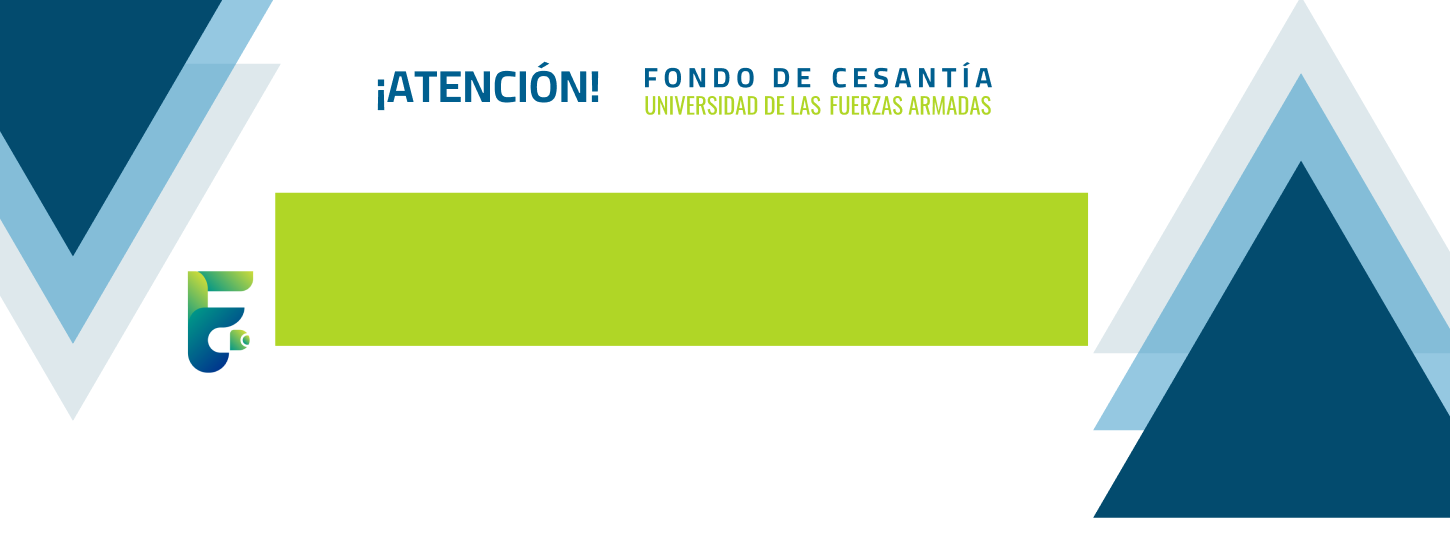 ¡ATENCIÓN!
FONDO DE CESANTÍA
UNIVERSIDAD DE LAS FUERZAS ARMADAS